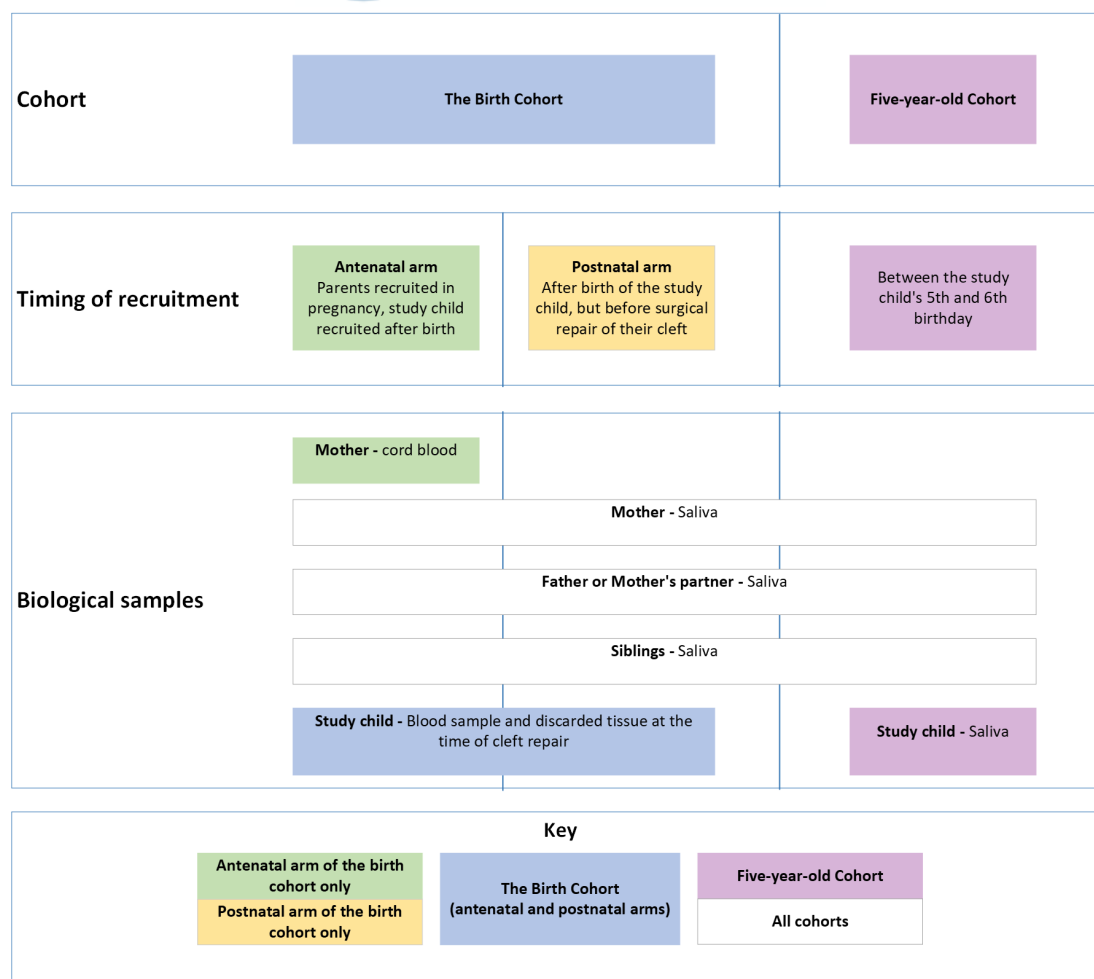 Cohort
The Birth Cohort
Five-year-old Cohort
Timing of recruitment
Antenatal arm
Parents recruited in
pregnancy, study child
recruited after birth
Postnatal arm
After birth of the study
child, but before surgical
repair of their cleft
Between the study
child's 5th and 6th
birthday
Biological samples
Mother - cord blood
Mother - Saliva
Father or Mother's partner - Saliva
Siblings - Saliva
Study child - Blood sample and discarded tissue at the
time of cleft repair
Study child - Saliva
Key
Antenatal arm of the birth
cohort only
Postnatal arm of the birth
cohort only
The Birth Cohort
(antenatal and postnatal arms)
Five-year-old Cohort
All cohorts